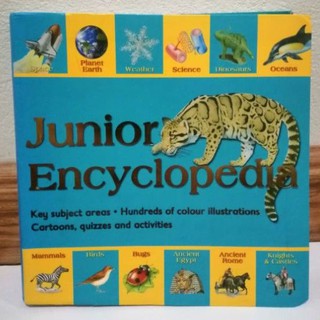 Planet
Earth
Weather
Science
Dinosaurs
Oceans
Junior
Encyclopedia
Key subject areas • Hundreds of colour illustrations
Cartoons, quizzes and activities
Mammals
Birds
Bugs
Ancient
Egypt
Ancient
Rome
Knights
& Castles